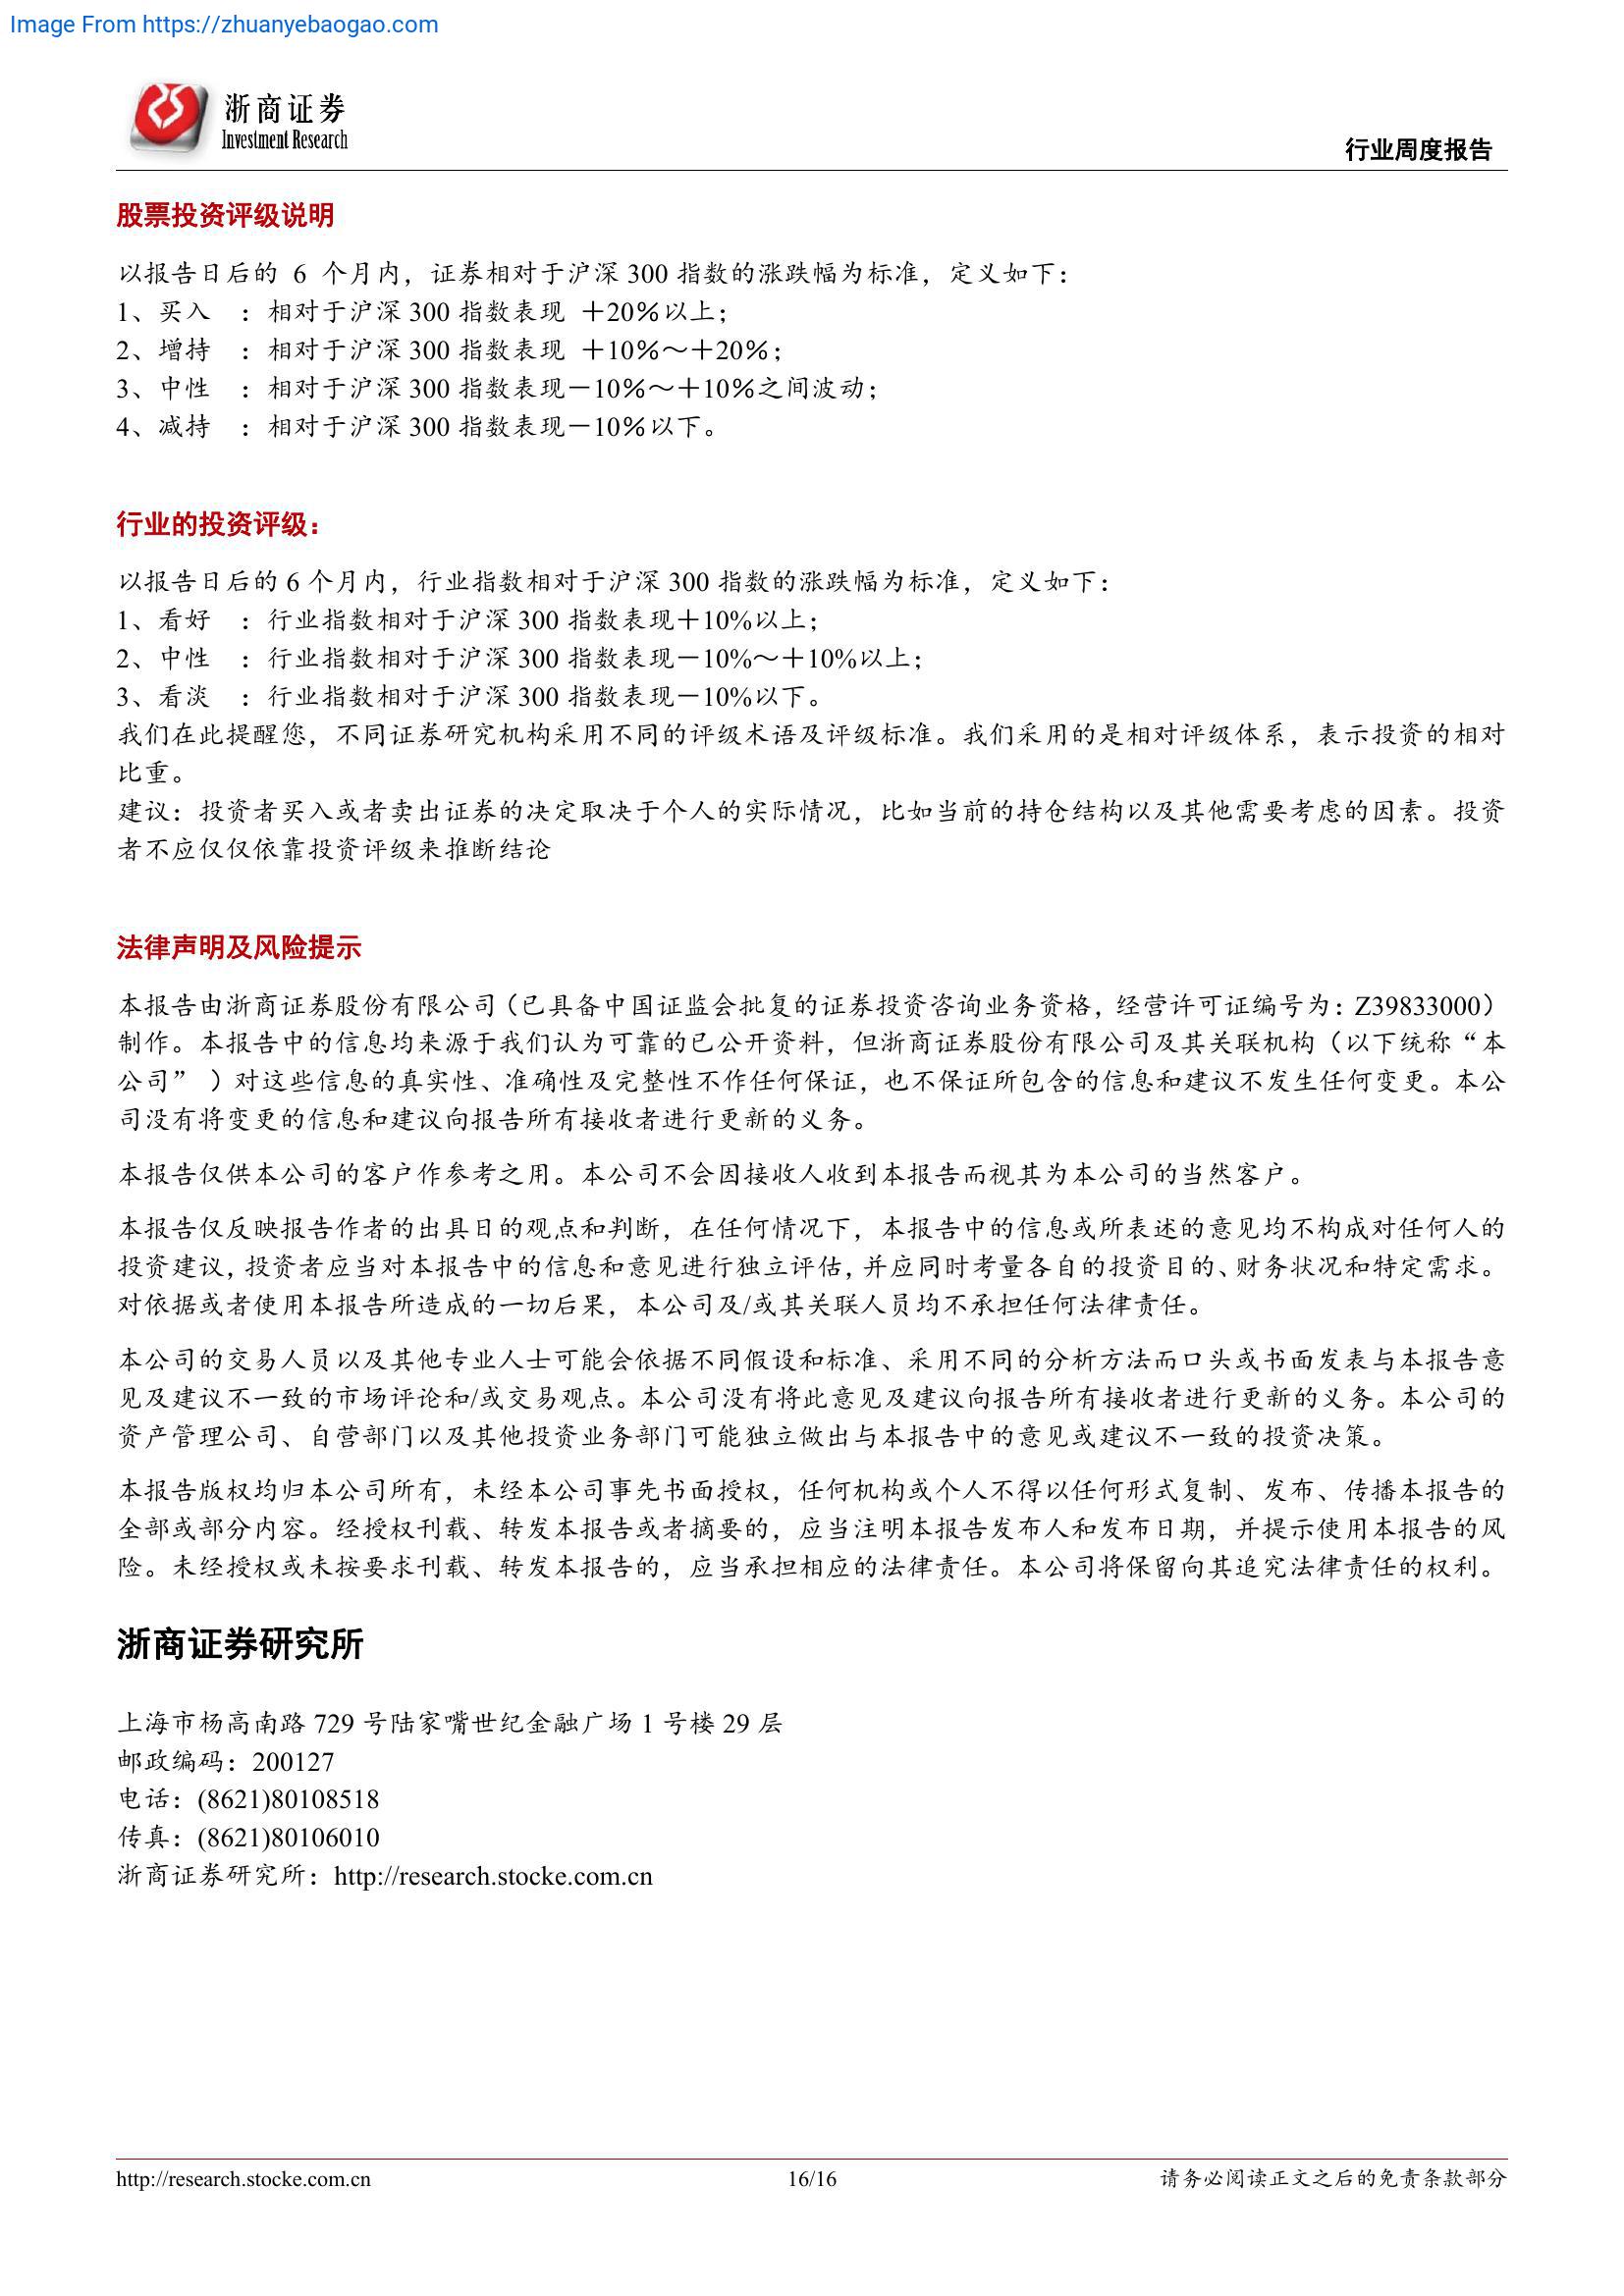 Image From https://zhuanyebaogao.com
浙商证券
Investment Research
行业周度报告
股票投资评级说明
以报告日后的 6 个月内，证券相对于沪深 300 指数的涨跌幅为标准，定义如下：
1、买入 ：相对于沪深 300 指数表现 ＋20％以上；
2、增持 ：相对于沪深 300 指数表现 ＋10％～＋20％；
3、中性 ：相对于沪深 300 指数表现－10％～＋10％之间波动；
4、减持 ：相对于沪深 300 指数表现－10％以下。
行业的投资评级：
以报告日后的 6 个月内，行业指数相对于沪深 300 指数的涨跌幅为标准，定义如下：
1、看好 ：行业指数相对于沪深 300 指数表现＋10%以上；
2、中性 ：行业指数相对于沪深 300 指数表现－10%～＋10%以上；
3、看淡 ：行业指数相对于沪深 300 指数表现－10%以下。
我们在此提醒您，不同证券研究机构采用不同的评级术语及评级标准。我们采用的是相对评级体系，表示投资的相对
比重。
建议：投资者买入或者卖出证券的决定取决于个人的实际情况，比如当前的持仓结构以及其他需要考虑的因素。投资
者不应仅仅依靠投资评级来推断结论
法律声明及风险提示
本报告由浙商证券股份有限公司（已具备中国证监会批复的证券投资咨询业务资格，经营许可证编号为：Z39833000）
制作。本报告中的信息均来源于我们认为可靠的已公开资料，但浙商证券股份有限公司及其关联机构（以下统称“本
公司” ）对这些信息的真实性、准确性及完整性不作任何保证，也不保证所包含的信息和建议不发生任何变更。本公
司没有将变更的信息和建议向报告所有接收者进行更新的义务。
本报告仅供本公司的客户作参考之用。本公司不会因接收人收到本报告而视其为本公司的当然客户。
本报告仅反映报告作者的出具日的观点和判断，在任何情况下，本报告中的信息或所表述的意见均不构成对任何人的
投资建议，投资者应当对本报告中的信息和意见进行独立评估，并应同时考量各自的投资目的、财务状况和特定需求。
对依据或者使用本报告所造成的一切后果，本公司及/或其关联人员均不承担任何法律责任。
本公司的交易人员以及其他专业人士可能会依据不同假设和标准、采用不同的分析方法而口头或书面发表与本报告意
见及建议不一致的市场评论和/或交易观点。本公司没有将此意见及建议向报告所有接收者进行更新的义务。本公司的
资产管理公司、自营部门以及其他投资业务部门可能独立做出与本报告中的意见或建议不一致的投资决策。
本报告版权均归本公司所有，未经本公司事先书面授权，任何机构或个人不得以任何形式复制、发布、传播本报告的
全部或部分内容。经授权刊载、转发本报告或者摘要的，应当注明本报告发布人和发布日期，并提示使用本报告的风
险。未经授权或未按要求刊载、转发本报告的，应当承担相应的法律责任。本公司将保留向其追究法律责任的权利。
浙商证券研究所
上海市杨高南路 729 号陆家嘴世纪金融广场 1 号楼 29 层
邮政编码：200127
电话：(8621)80108518
传真：(8621)80106010
浙商证券研究所：http://research.stocke.com.cn
http://research.stocke.com.cn
16/16
请务必阅读正文之后的免责条款部分